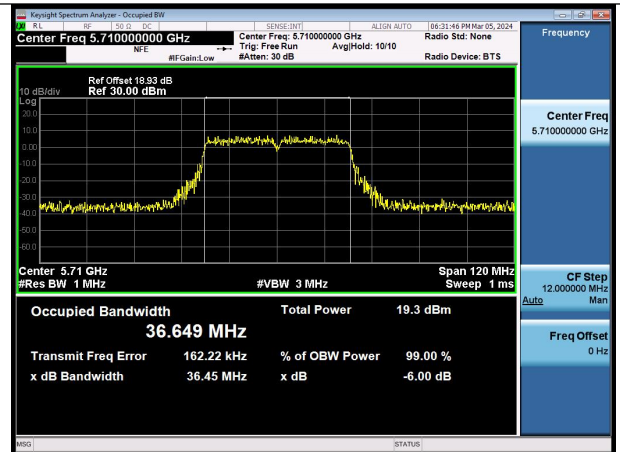 Keysight Spectrum Analyzer - Occupied BW
LXI RL RF 50 Ω DC SENSE:INT ALIGN AUTO 06:31:46 PM Mar 05, 2024
Center Freq 5.710000000 GHz Center Freq: 5.710000000 GHz Radio Std: None
NFE Trig: Free Run Avg|Hold: 10/10
#IFGain:Low #Atten: 30 dB Radio Device: BTS
Frequency
Ref Offset 18.93 dB
10 dB/div Ref 30.00 dBm
Log
20.0
10.0
0.00
-10.0
-20.0
-30.0
-40.0
-50.0
-60.0
Center 5.71 GHz Span 120 MHz
#Res BW 1 MHz #VBW 3 MHz Sweep 1 ms
Occupied Bandwidth Total Power 19.3 dBm
36.649 MHz
Transmit Freq Error 162.22 kHz % of OBW Power 99.00 %
x dB Bandwidth 36.45 MHz x dB -6.00 dB
Center Freq
5.710000000 GHz
CF Step
12.000000 MHz
Auto Man
Freq Offset
0 Hz
MSG STATUS